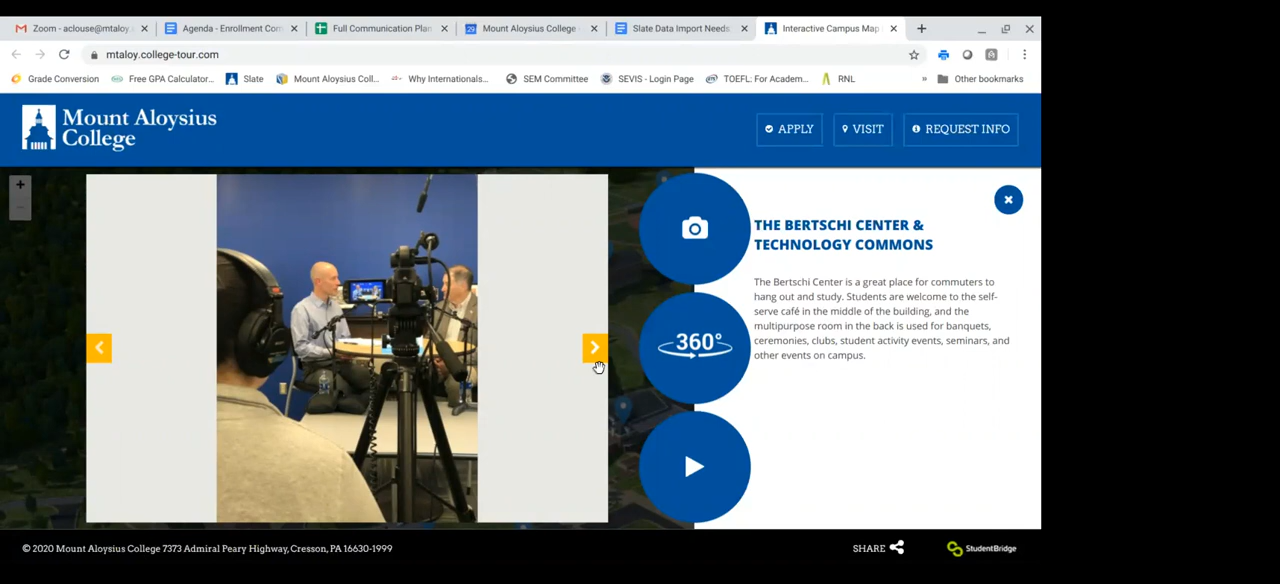 Zoom - aclouse@mtaloy.
Agenda - Enrollment Com
Full Communication Plan
29
Mount Aloysius College -
Slate Data Import Needs
Interactive Campus Map
mtaloy.college-tour.com
Grade Conversion
Free GPA Calculator...
Slate
Mount Aloysius Coll...
Why Internationals...
SEM Committee
SEVIS - Login Page
TOEFL: For Academ...
RNL
»
Other bookmarks
Mount Aloysius
College
APPLY
VISIT
REQUEST INFO
+
-
THE BERTSCHI CENTER &
TECHNOLOGY COMMONS
The Bertschi Center is a great place for commuters to
hang out and study. Students are welcome to the self-
serve café in the middle of the building, and the
multipurpose room in the back is used for banquets,
ceremonies, clubs, student activity events, seminars, and
other events on campus.
360°
© 2020 Mount Aloysius College 7373 Admiral Peary Highway, Cresson, PA 16630-1999
SHARE
StudentBridge